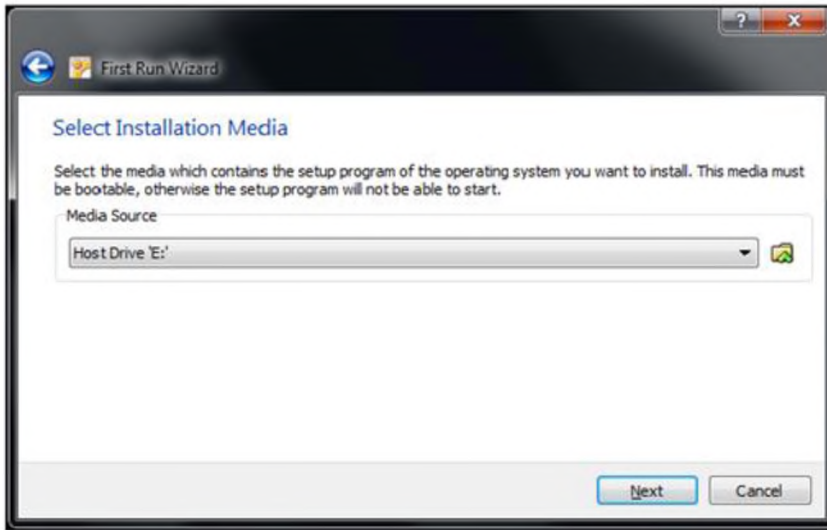 First Run Wizard
Select Installation Media
Select the media which contains the setup program of the operating system you want to install. This media must
be bootable, otherwise the setup program will not be able to start.
Media Source
Host Drive 'E:'
Next
Cancel